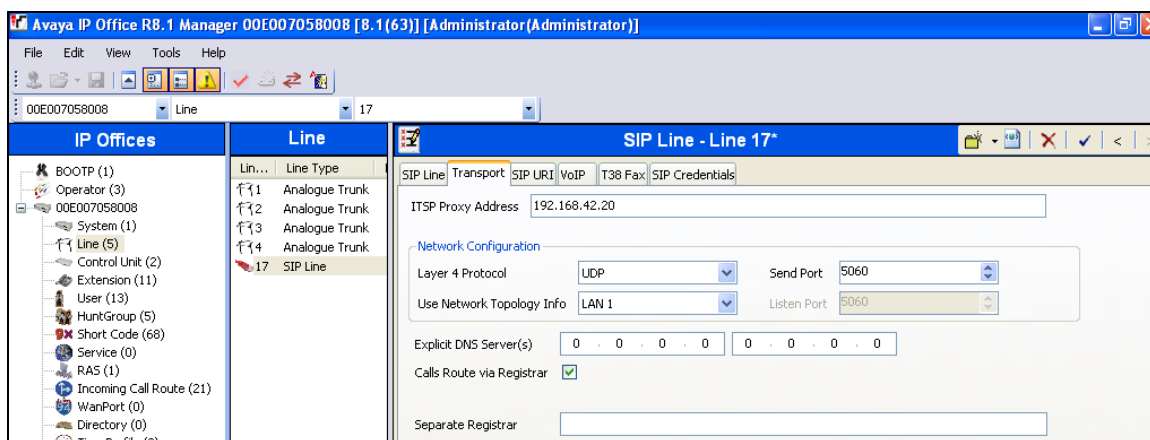 Avaya IP Office R8.1 Manager 00E007058008 [8.1(63)] [Administrator(Administrator)]
File Edit View Tools Help
00E007058008 Line 17
IP Offices
BOOTP (1)
Operator (3)
00E007058008
System (1)
Line (5)
Control Unit (2)
Extension (11)
User (13)
HuntGroup (5)
Short Code (68)
Service (0)
RAS (1)
Incoming Call Route (21)
WanPort (0)
Directory (0)
Line
Lin... Line Type
1 Analogue Trunk
2 Analogue Trunk
3 Analogue Trunk
4 Analogue Trunk
17 SIP Line
SIP Line - Line 17*
SIP Line Transport SIP URI VoIP T38 Fax SIP Credentials
ITSP Proxy Address 192.168.42.20
Network Configuration
Layer 4 Protocol UDP Send Port 5060
Use Network Topology Info LAN 1 Listen Port 5060
Explicit DNS Server(s) 0 . 0 . 0 . 0 0 . 0 . 0 . 0
Calls Route via Registrar
Separate Registrar